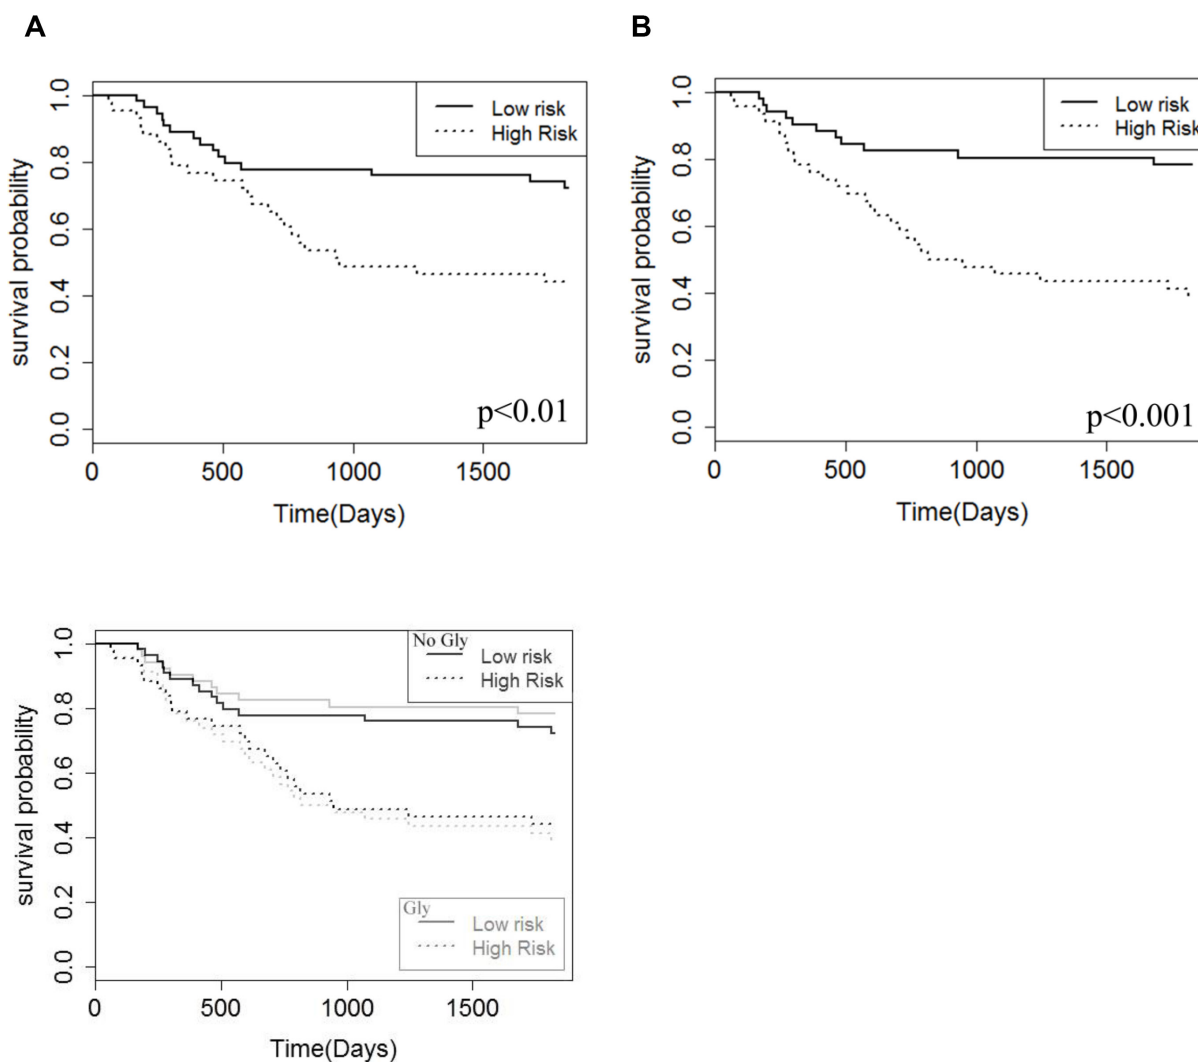 A
B
survival probability
1.0
0.8
0.6
0.4
0.2
0.0
Low risk
High Risk
p<0.01
0 500 1000 1500
Time(Days)
survival probability
1.0
0.8
0.6
0.4
0.2
0.0
Low risk
High Risk
p<0.001
0 500 1000 1500
Time(Days)
survival probability
1.0
0.8
0.6
0.4
0.2
0.0
No Gly
Low risk
High Risk
Gly
Low risk
High Risk
0 500 1000 1500
Time(Days)